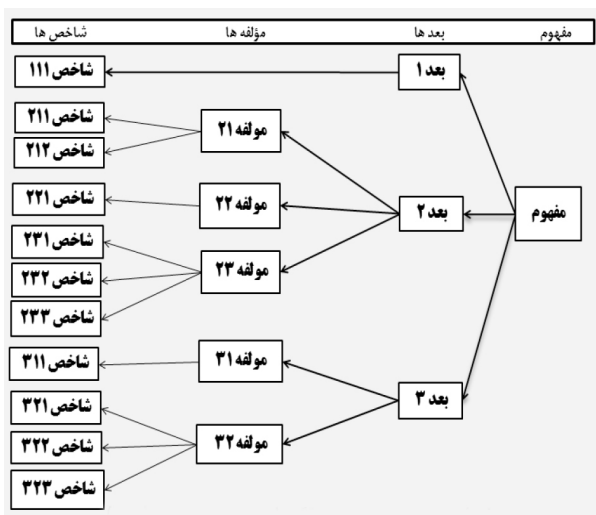 مفهوم بعد ها مؤلفه ها شاخص ها
بعد ۱ شاخص ۱۱۱
شاخص ۲۱۱
مولفه ۲۱
شاخص ۲۱۲
مفهوم بعد ۲ مولفه ۲۲ شاخص ۲۲۱
شاخص ۲۳۱
مولفه ۲۳ شاخص ۲۳۲
شاخص ۲۳۳
مولفه ۳۱ شاخص ۳۱۱
بعد ۳ شاخص ۳۲۱
مولفه ۳۲ شاخص ۳۲۲
شاخص ۳۲۳